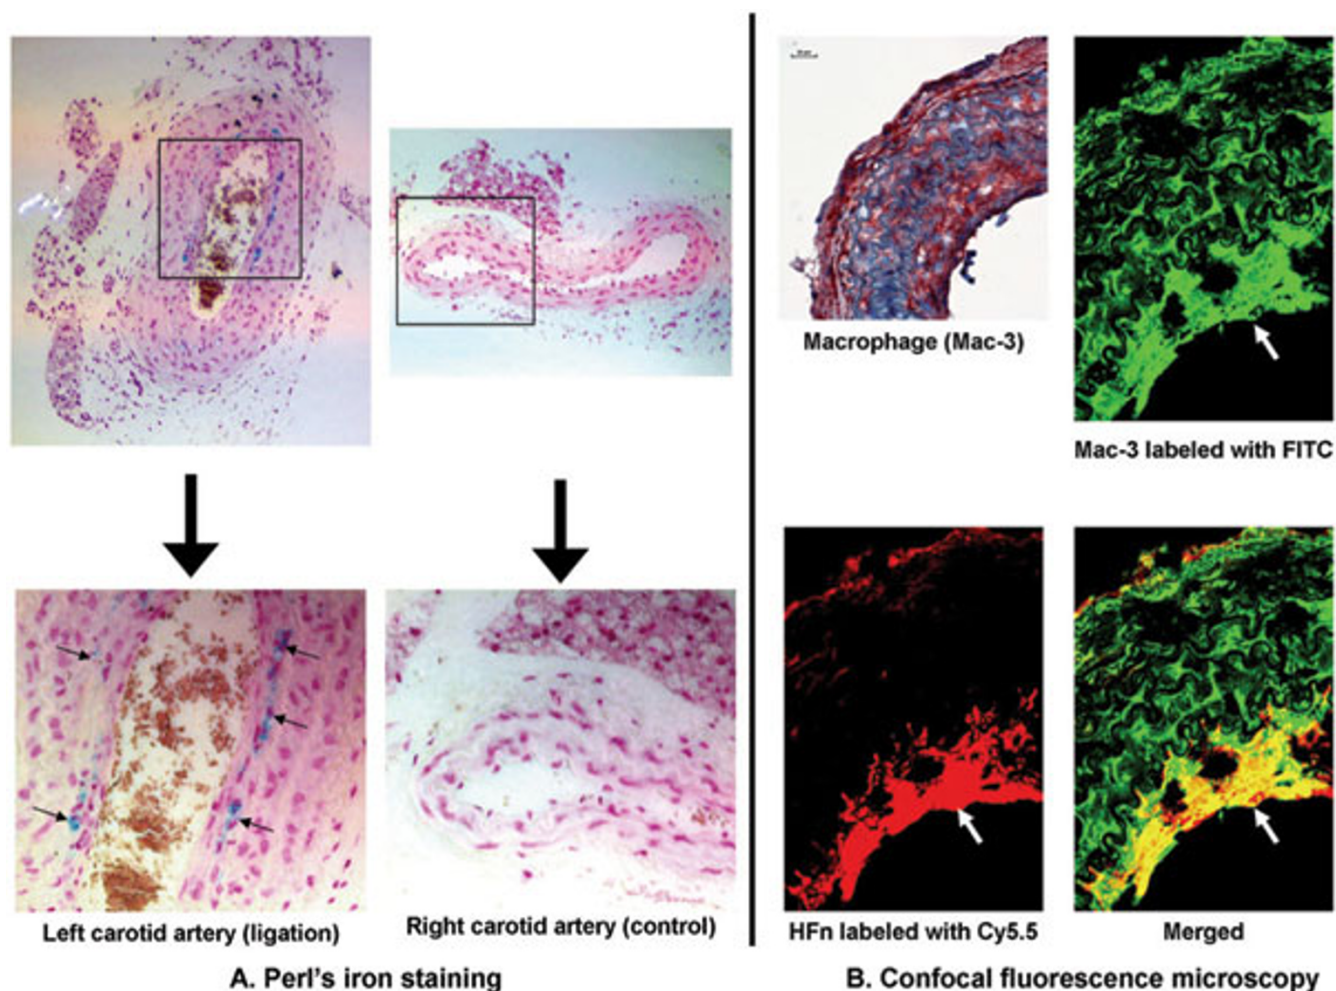 Macrophage (Mac-3)
Mac-3 labeled with FITC
Left carotid artery (ligation)
Right carotid artery (control)
HFn labeled with Cy5.5
Merged
A. Perl's iron staining
B. Confocal fluorescence microscopy